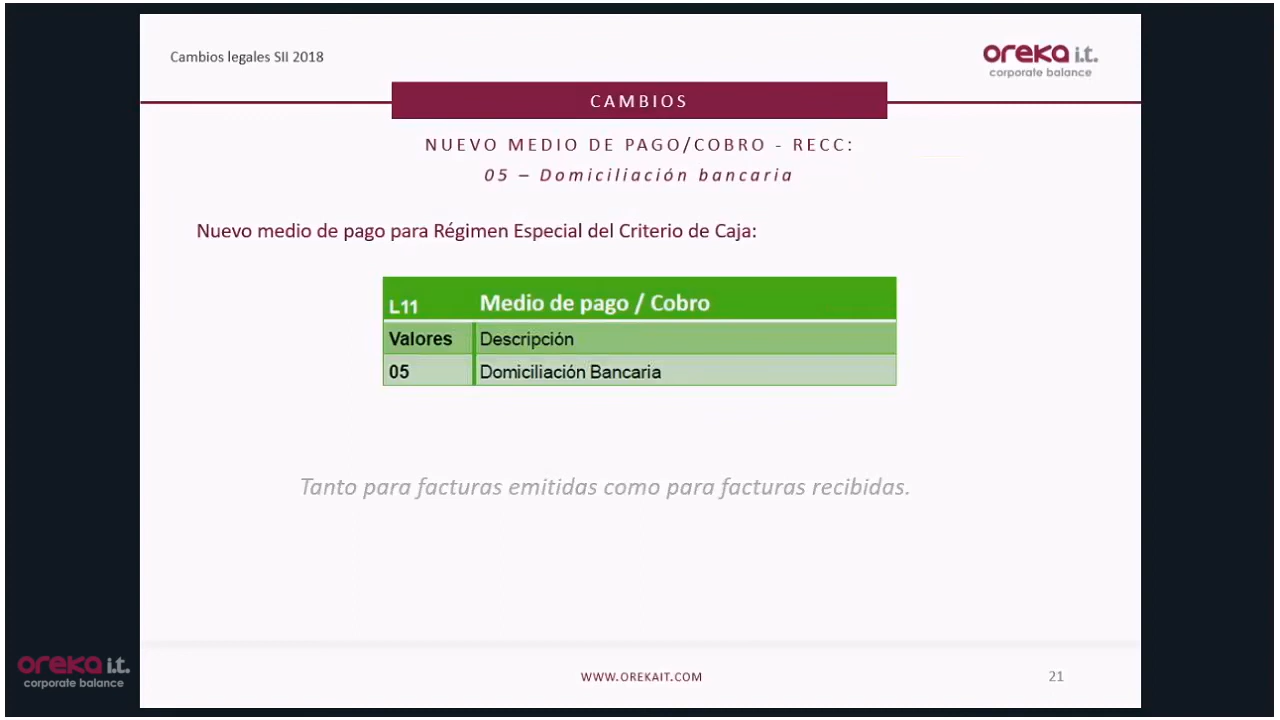 Cambios legales SII 2018
oreka i.t.
corporate balance
CAMBIOS
NUEVO MEDIO DE PAGO/COBRO - RECC:
05 – Domiciliación bancaria
Nuevo medio de pago para Régimen Especial del Criterio de Caja:
L11 Medio de pago / Cobro
Valores Descripción
05 Domiciliación Bancaria
Tanto para facturas emitidas como para facturas recibidas.
oreka i.t.
corporate balance
WWW.OREKAIT.COM
21